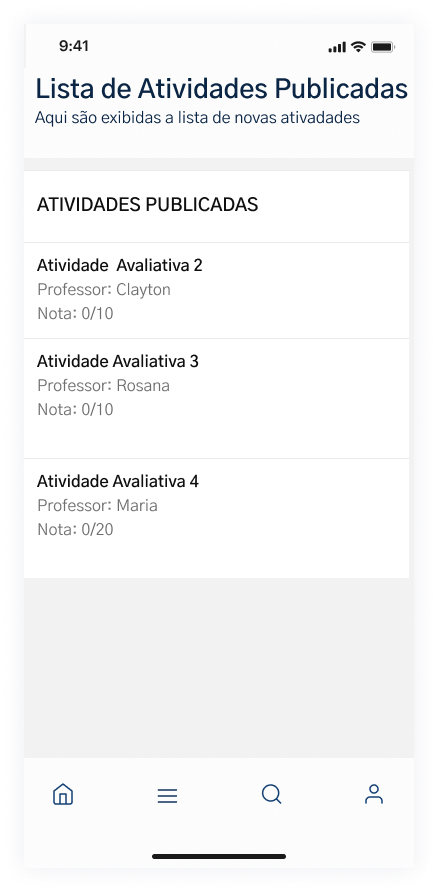 9:41
Lista de Atividades Publicadas
Aqui são exibidas a lista de novas ativadades
ATIVIDADES PUBLICADAS
Atividade  Avaliativa 2
Professor: Clayton
Nota: 0/10
Atividade Avaliativa 3
Professor: Rosana
Nota: 0/10
Atividade Avaliativa 4
Professor: Maria
Nota: 0/20